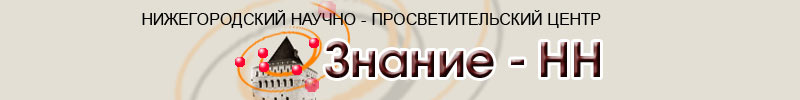 НИЖЕГОРОДСКИЙ НАУЧНО - ПРОСВЕТИТЕЛЬСКИЙ ЦЕНТР
Знание - НН